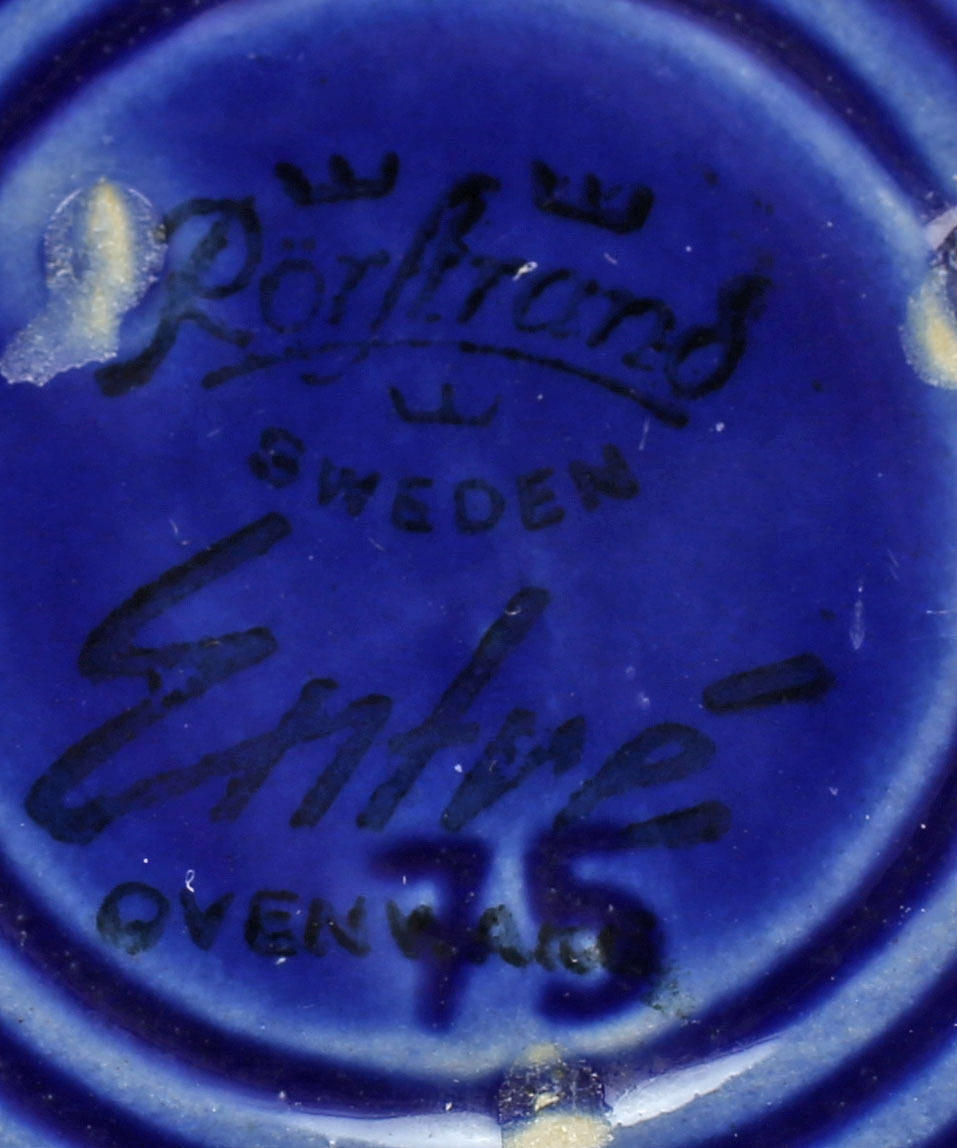 Rörstrand
SWEDEN
Entré
OVENWARE
75